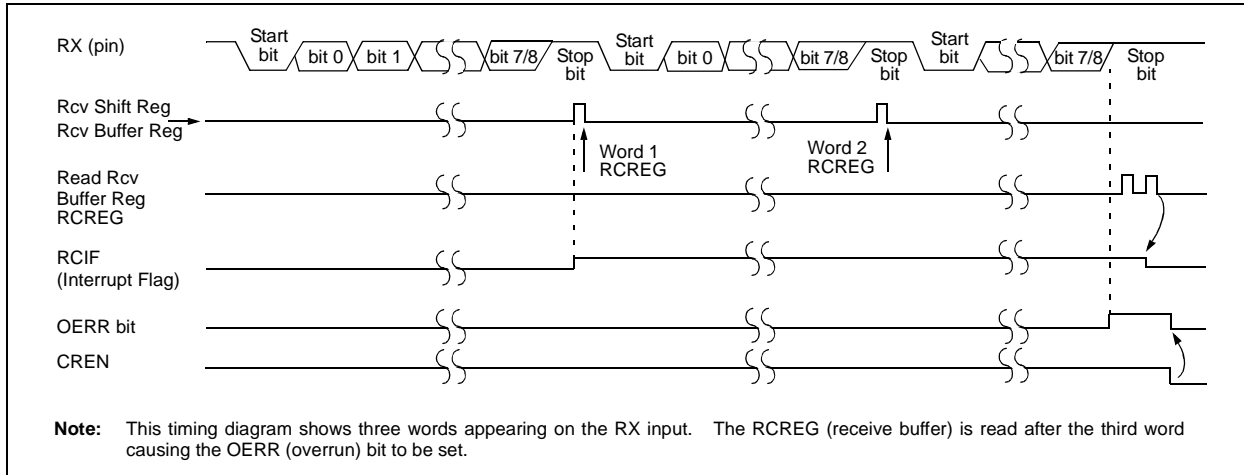 RX (pin)
Start bit
bit 0
bit 1
bit 7/8
Stop bit
Start bit
bit 0
bit 7/8
Stop bit
Start bit
bit 7/8
Stop bit
Rcv Shift Reg
Rcv Buffer Reg
Word 1
RCREG
Word 2
RCREG
Read Rcv
Buffer Reg
RCREG
RCIF
(Interrupt Flag)
OERR bit
CREN
Note: This timing diagram shows three words appearing on the RX input. The RCREG (receive buffer) is read after the third word
causing the OERR (overrun) bit to be set.